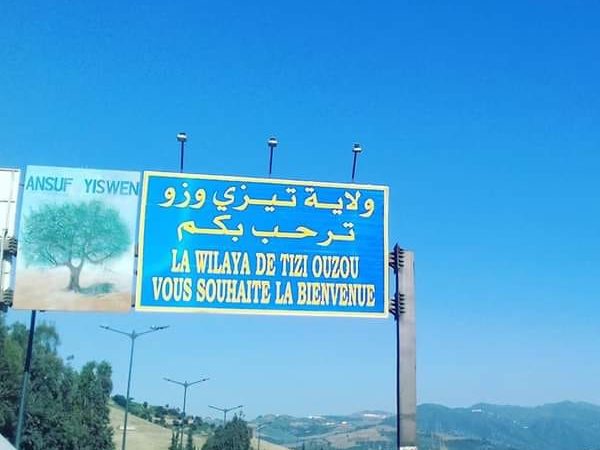 ANSUF YISWEN
ولاية تيزي وزو
ترحب بكم
LA WILAYA DE TIZI OUZOU
VOUS SOUHAITE LA BIENVENUE